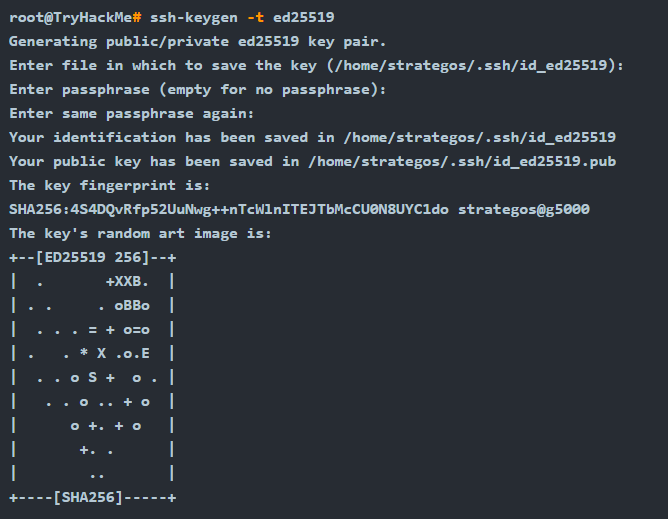 root@TryHackMe# ssh-keygen -t ed25519
Generating public/private ed25519 key pair.
Enter file in which to save the key (/home/strategos/.ssh/id_ed25519):
Enter passphrase (empty for no passphrase):
Enter same passphrase again:
Your identification has been saved in /home/strategos/.ssh/id_ed25519
Your public key has been saved in /home/strategos/.ssh/id_ed25519.pub
The key fingerprint is:
SHA256:4S4DQvRfp52UuNwg++nTcWlnITEJTbMcCU0N8UYC1do strategos@g5000
The key's random art image is:
+--[ED25519 256]--+
|  .       +XXB.  |
| . .     . oBBo  |
|  . . . = + o=o  |
| .   . * X .o.E  |
|  . . o S +  o . |
|   . . o .. + o  |
|      o +. + o   |
|       +. .      |
|        ..       |
+----[SHA256]-----+